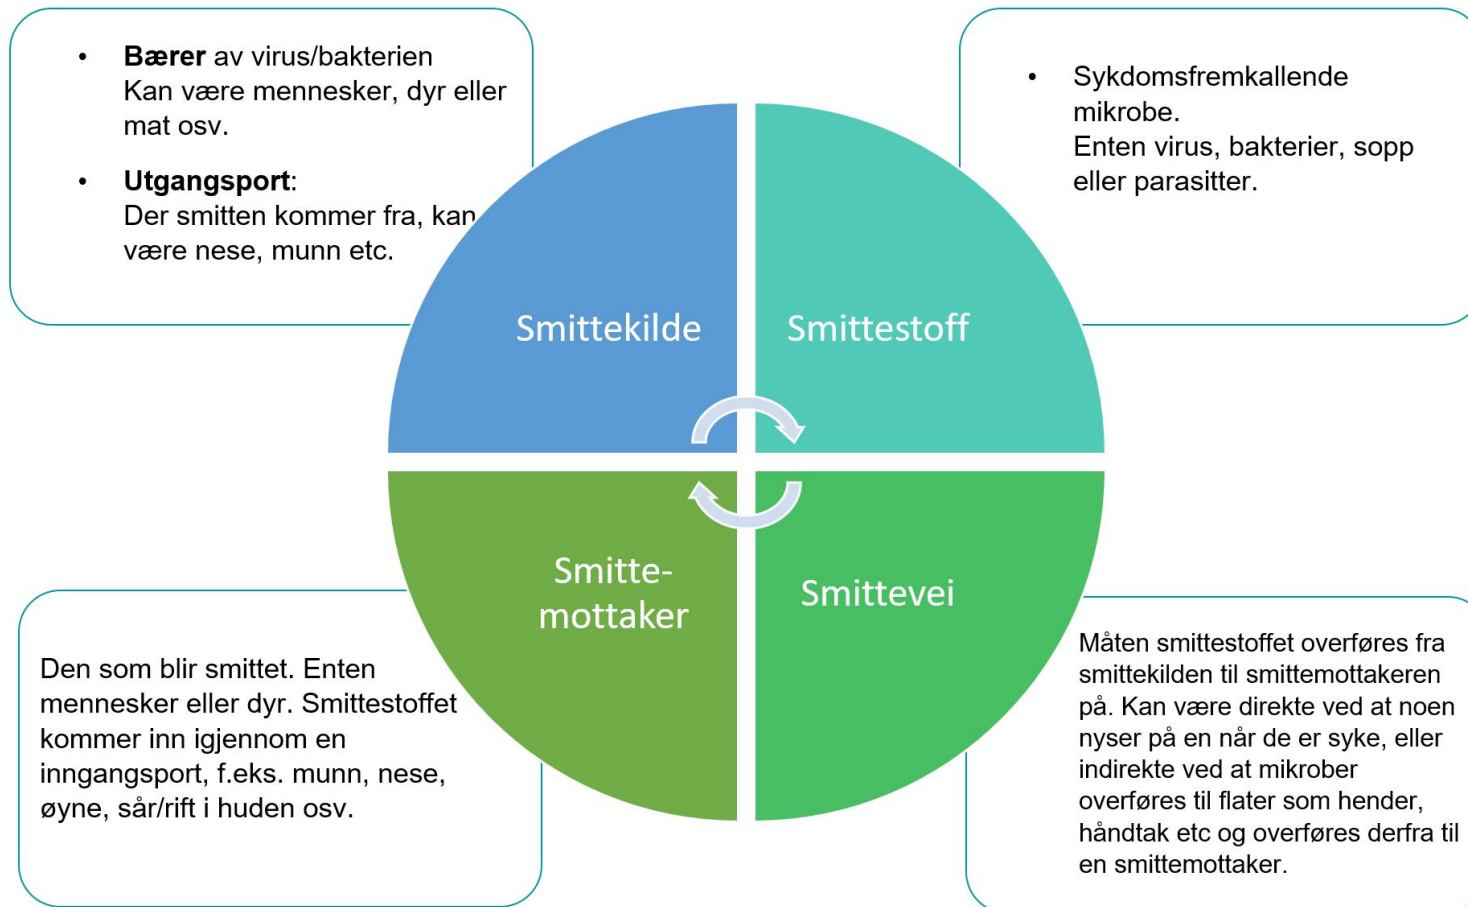 • Bærer av virus/bakterien
Kan være mennesker, dyr eller
mat osv.
• Utgangsport:
Der smitten kommer fra, kan
være nese, munn etc.
• Sykdomsfremkallende
mikrobe.
Enten virus, bakterier, sopp
eller parasitter.
Smittekilde
Smittestoff
Smitte-
mottaker
Smittevei
Den som blir smittet. Enten
mennesker eller dyr. Smittestoffet
kommer inn igjennom en
inngangsport, f.eks. munn, nese,
øyne, sår/rift i huden osv.
Måten smittestoffet overføres fra
smittekilden til smittemottakeren
på. Kan være direkte ved at noen
nyser på en når de er syke, eller
indirekte ved at mikrober
overføres til flater som hender,
håndtak etc og overføres derfra til
en smittemottaker.